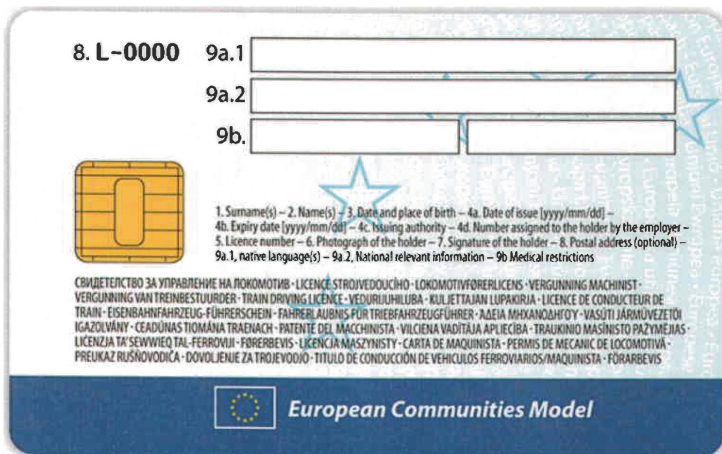 8. L-0000 9a.1
9a.2
9b.
1. Surname(s) – 2. Name(s) – 3. Date and place of birth – 4a. Date of issue [yyyy/mm/dd] –
4b. Expiry date [yyyy/mm/dd] – 4c. Issuing authority – 4d. Number assigned to the holder by the employer –
5. Licence number – 6. Photograph of the holder – 7. Signature of the holder – 8. Postal address (optional) –
9a.1, native language(s) – 9a.2, National relevant information – 9b Medical restrictions
СВИДЕТЕЛСТВО ЗА УПРАВЛЕНИЕ НА ЛОКОМОТИВ · LICENCE STROJVEDOUCÍHO · LOKOMOTIVFØRERLICENS · VERGUNNING MACHINIST ·
VERGUNNING VAN TREINBESTUURDER · TRAIN DRIVING LICENCE · VEDURIJUHILUBA · KULJETTAJAN LUPAKIRJA · LICENCE DE CONDUCTEUR DE
TRAIN · EISENBAHNFAHRZEUG-FÜHRERSCHEIN · FAHRERLAUBNIS FÜR TRIEBFAHRZEUGFÜHRER · ΆΔΕΙΑ ΜΗΧΑΝΟΔΗΓΟΥ · VASÚTI JÁRMŰVEZETŐI
IGAZOLVÁNY · CEADÚNAS TIOMÁNA TRAENACH · PATENTE DEL MACCHINISTA · VILCIENA VADĪTĀJA APLIECĪBA · TRAUKINIO MAŠINISTO PAŽYMĖJIMAS ·
LIĊENZJA TA' SEWWIEQ TAL-FERROVIJI · FØRERBEVIS · LICENCJA MASZYNISTY · CARTA DE MAQUINISTA · PERMIS DE MECANIC DE LOCOMOTIVĂ ·
PREUKAZ RUŠŇOVODIČA · DOVOLJENJE ZA TROJEVODJO · TITULO DE CONDUCCIÓN DE VEHICULOS FERROVIARIOS/MAQUINISTA · FÖRARBEVIS
European Communities Model